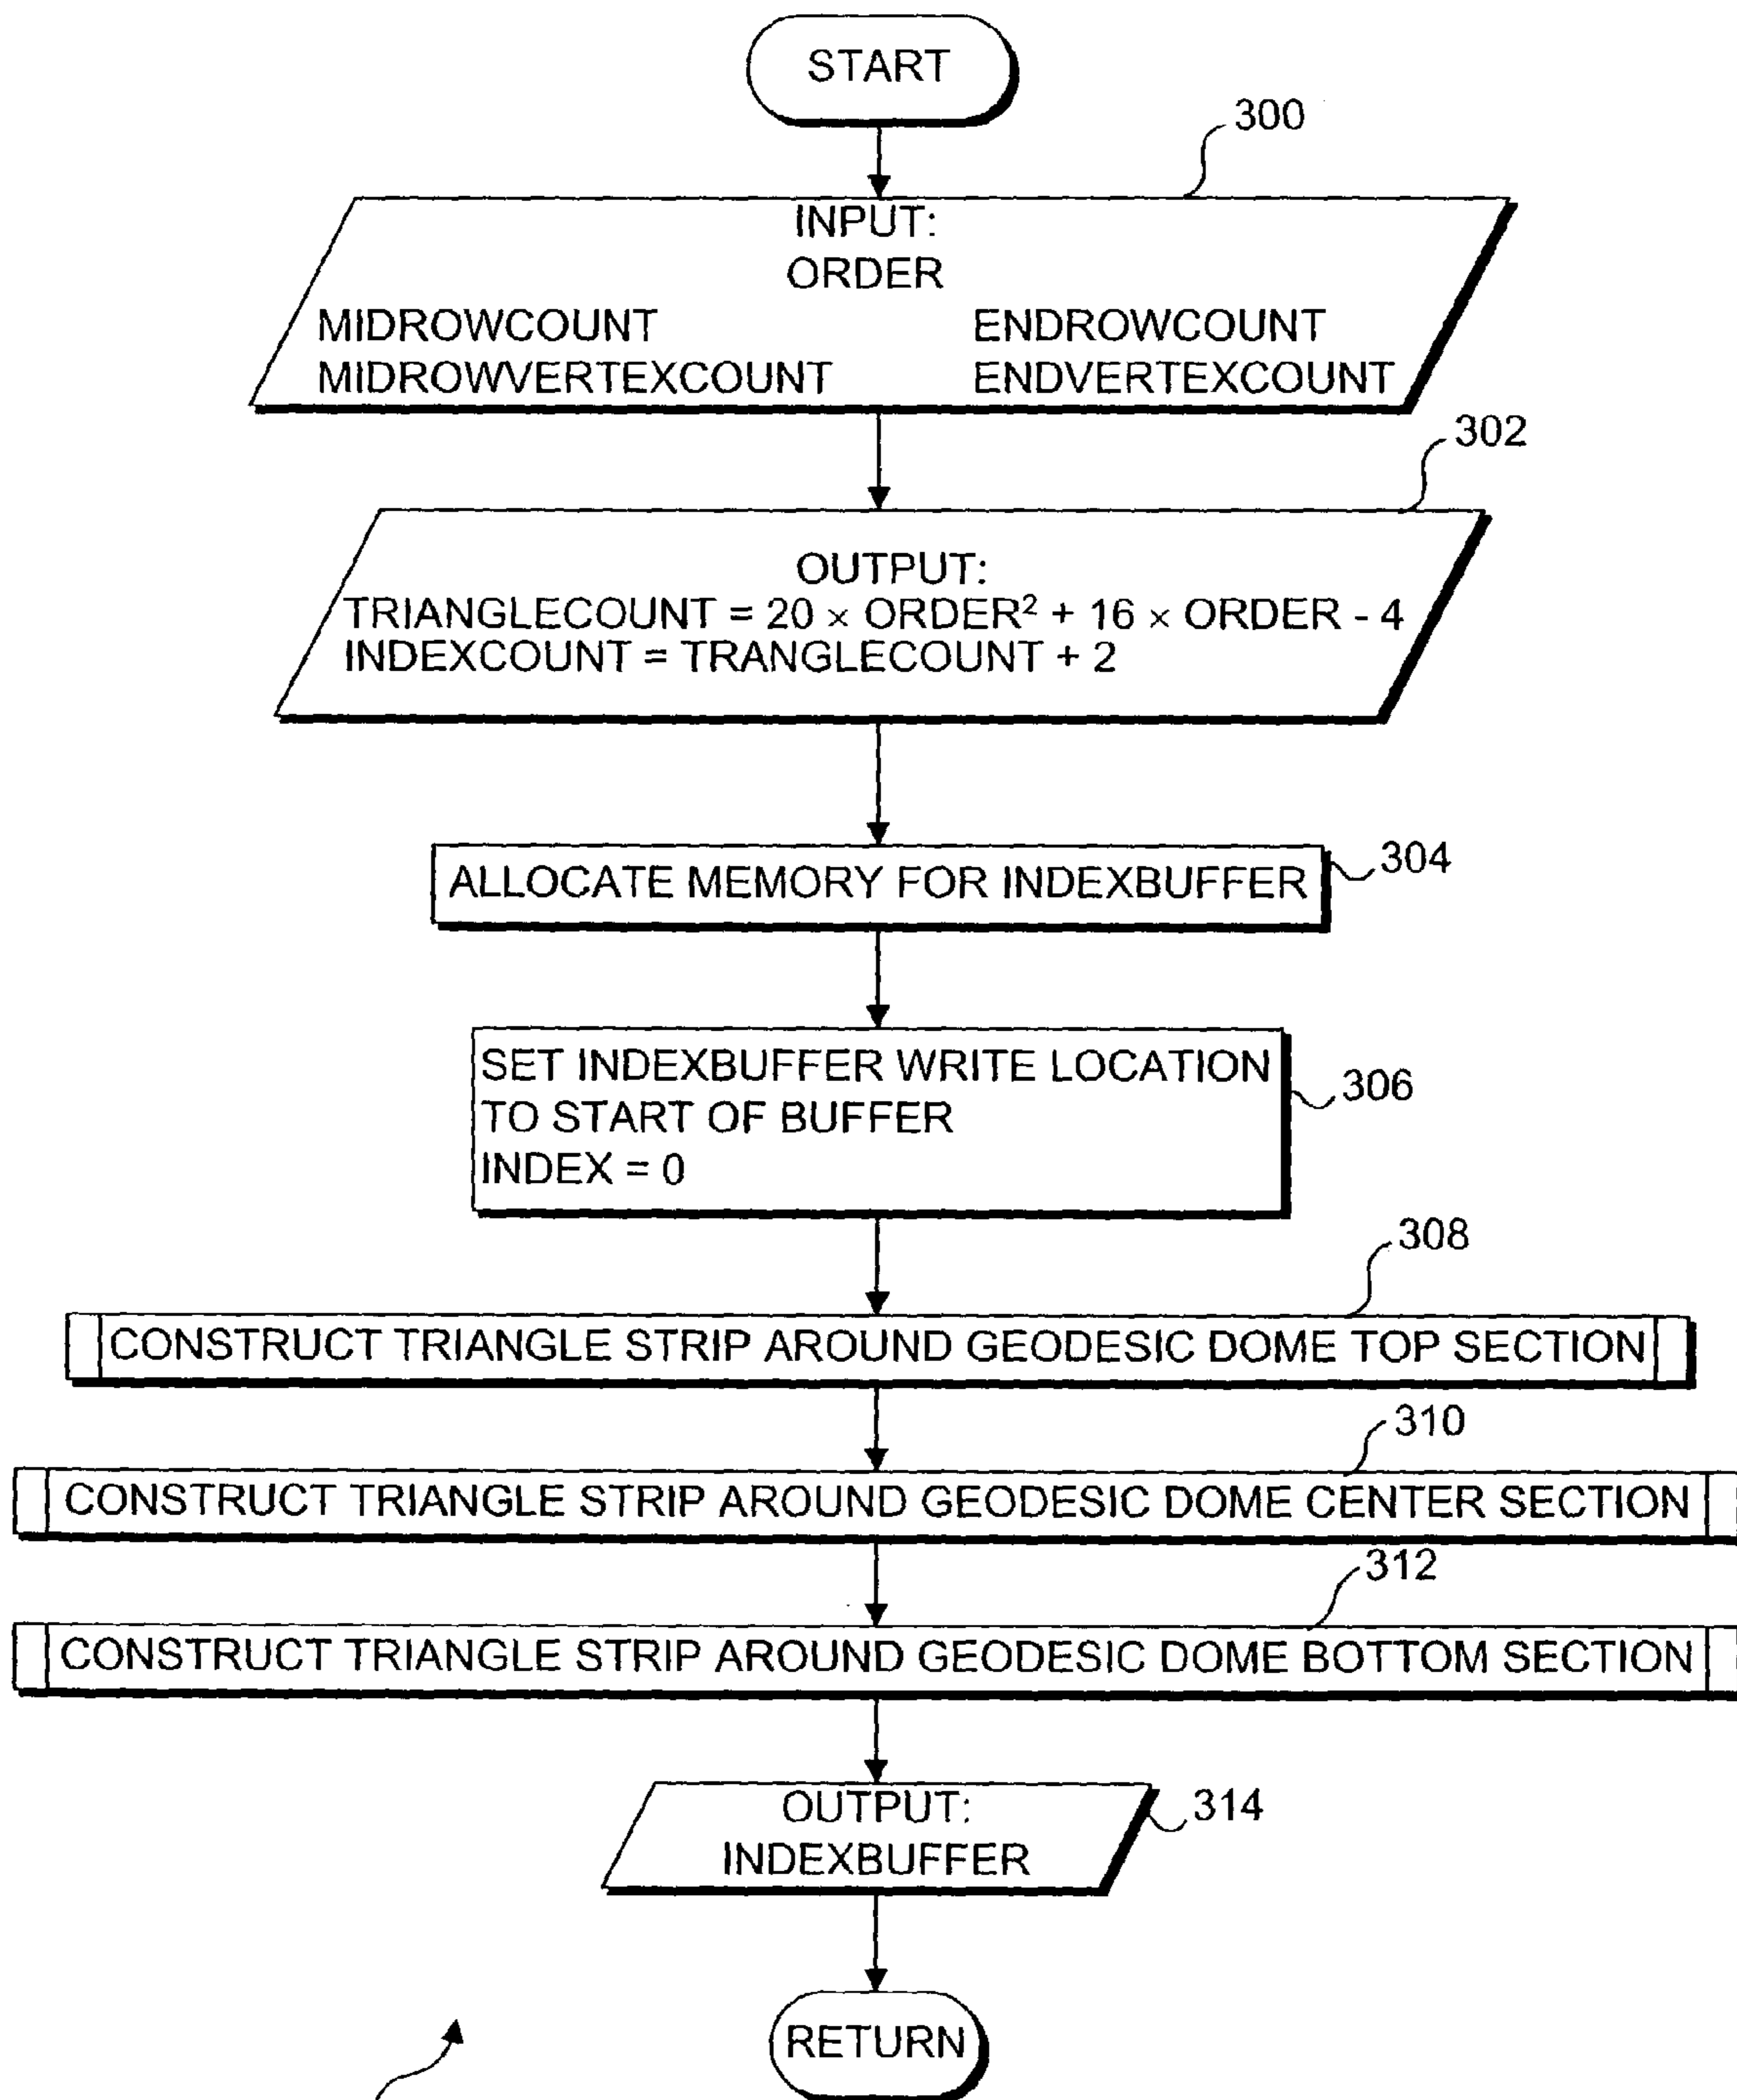 START
300
INPUT:
ORDER
MIDROWCOUNT ENDROWCOUNT
MIDROWVERTEXCOUNT ENDVERTEXCOUNT
302
OUTPUT:
TRIANGLECOUNT = 20 × ORDER² + 16 × ORDER - 4
INDEXCOUNT = TRANGLECOUNT + 2
ALLOCATE MEMORY FOR INDEXBUFFER
304
SET INDEXBUFFER WRITE LOCATION
TO START OF BUFFER
INDEX = 0
306
308
CONSTRUCT TRIANGLE STRIP AROUND GEODESIC DOME TOP SECTION
310
CONSTRUCT TRIANGLE STRIP AROUND GEODESIC DOME CENTER SECTION
312
CONSTRUCT TRIANGLE STRIP AROUND GEODESIC DOME BOTTOM SECTION
OUTPUT:
INDEXBUFFER
314
RETURN